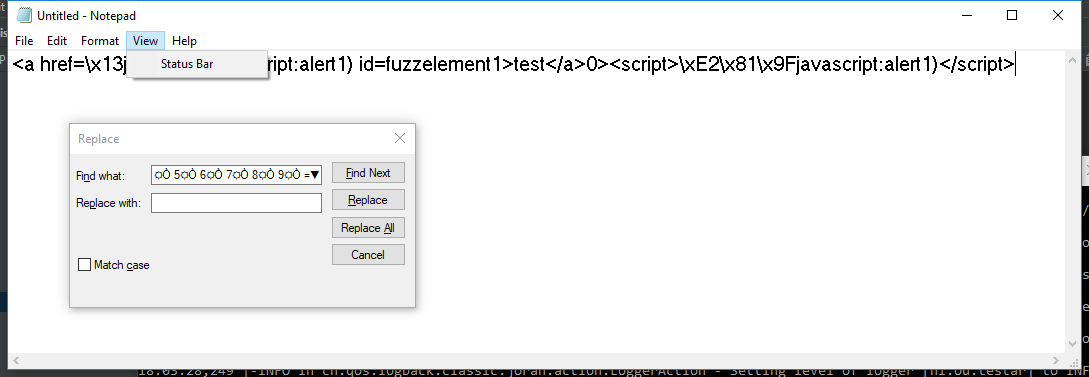 Untitled - Notepad
File Edit Format View Help
Status Bar
<a href=\x13j ript:alert1) id=fuzzelement1>test</a>0><script>\xE2\x81\x9Fjavascript:alert1)</script>
Replace
Find what: ¤Ò 5¤Ò 6¤Ò 7¤Ò 8¤Ò 9¤Ò =
Find Next
Replace with:
Replace
Replace All
Cancel
Match case
18:03:28,249 |-INFO in ch.qos.logback.classic.joran.action.LoggerAction - Setting level of logger [nl.ou.testar] to INF